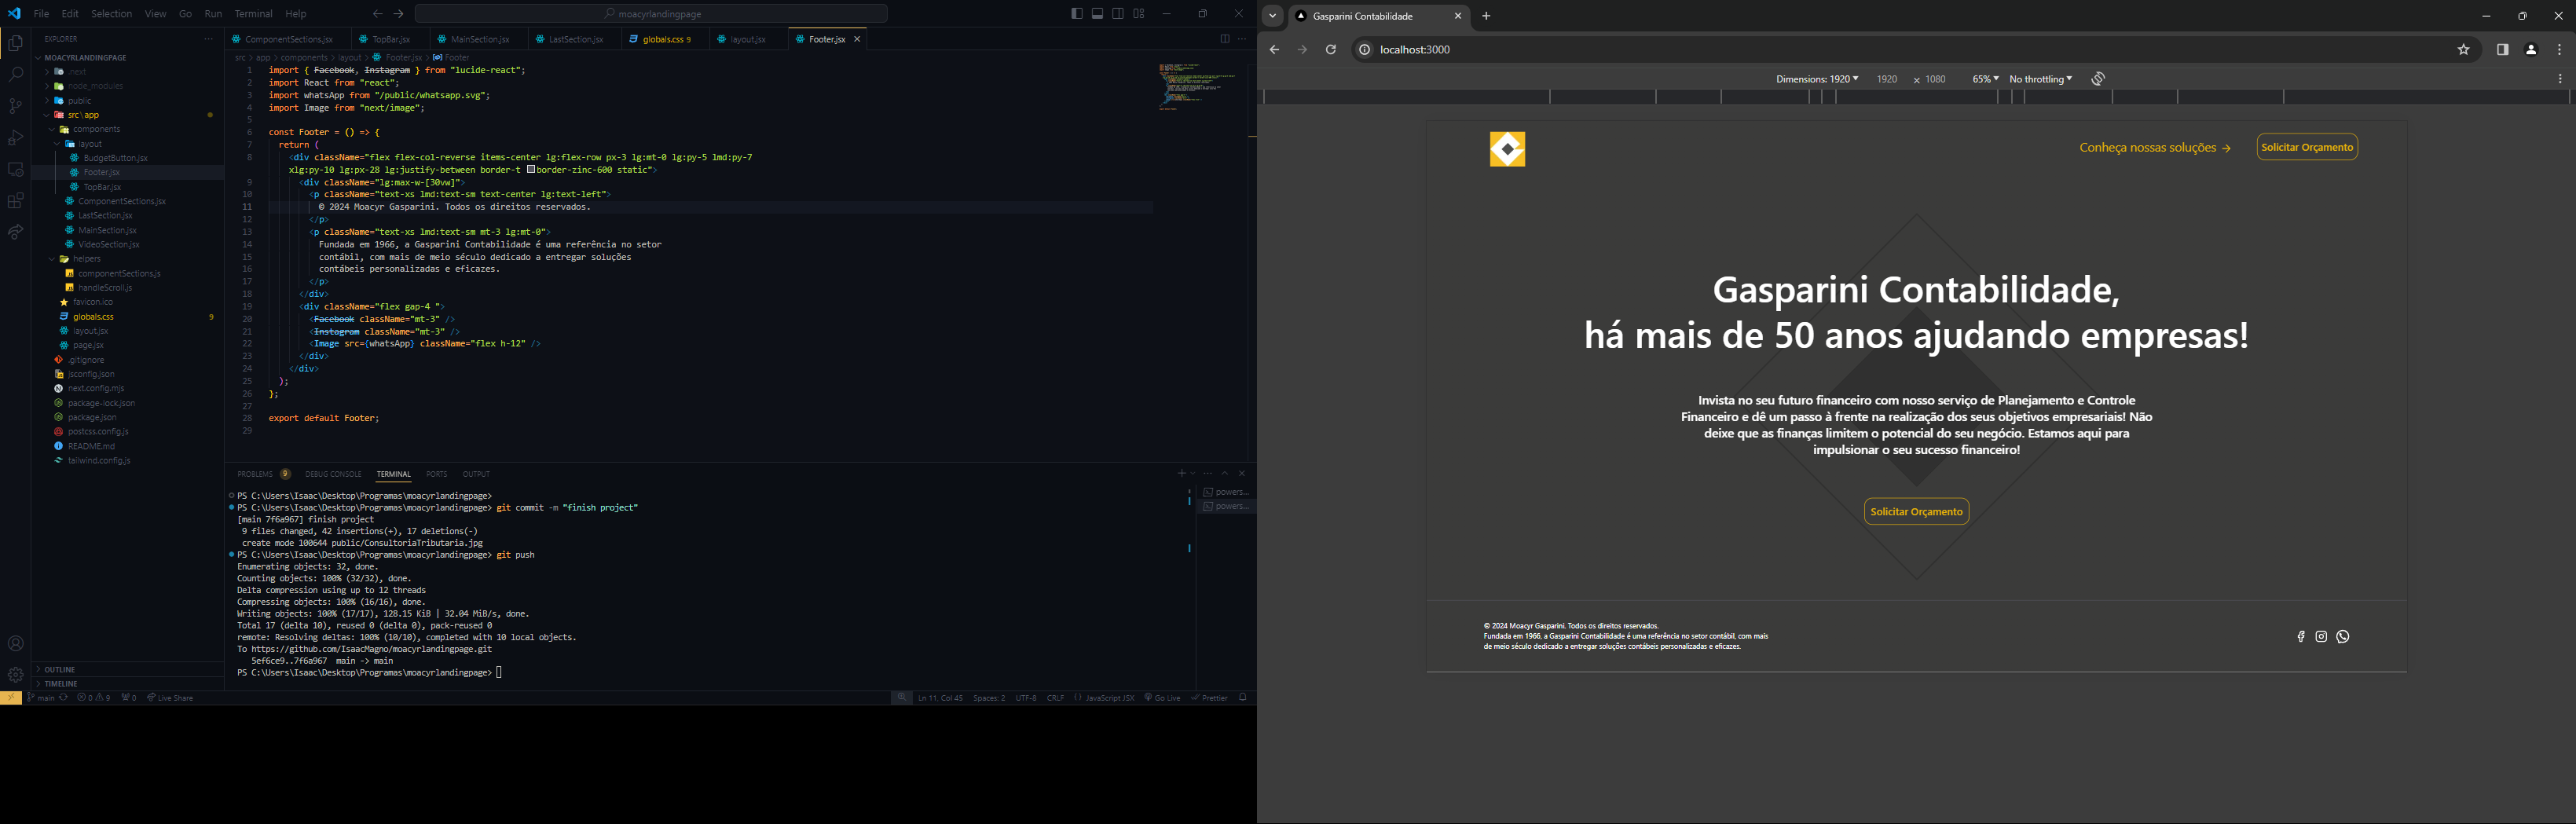 File Edit Selection View Go Run Terminal Help
moacyrlandingpage
EXPLORER
MOACYRLANDINGPAGE
.next
node_modules
public
src\app
components
layout
BudgetButton.jsx
Footer.jsx
TopBar.jsx
ComponentSections.jsx
LastSection.jsx
MainSection.jsx
VideoSection.jsx
helpers
componentSections.js
handleScroll.js
favicon.ico
globals.css 9
layout.jsx
page.jsx
.gitignore
jsconfig.json
next.config.mjs
package-lock.json
package.json
postcss.config.js
README.md
tailwind.config.js
OUTLINE
TIMELINE
ComponentSections.jsx TopBar.jsx MainSection.jsx LastSection.jsx globals.css 9 layout.jsx Footer.jsx
src > app > components > layout > Footer.jsx > Footer
1 import { Facebook, Instagram } from "lucide-react";
2 import React from "react";
3 import whatsApp from "/public/whatsapp.svg";
4 import Image from "next/image";
5
6 const Footer = () => {
7 return (
8 <div className="flex flex-col-reverse items-center lg:flex-row px-3 lg:mt-0 lg:py-5 lmd:py-7
xlg:py-10 lg:px-28 lg:justify-between border-t border-zinc-600 static">
9 <div className="lg:max-w-[30vw]">
10 <p className="text-xs lmd:text-sm text-center lg:text-left">
11 © 2024 Moacyr Gasparini. Todos os direitos reservados.
12 </p>
13 <p className="text-xs lmd:text-sm mt-3 lg:mt-0">
14 Fundada em 1966, a Gasparini Contabilidade é uma referência no setor
15 contábil, com mais de meio século dedicado a entregar soluções
16 contábeis personalizadas e eficazes.
17 </p>
18 </div>
19 <div className="flex gap-4 ">
20 <Facebook className="mt-3" />
21 <Instagram className="mt-3" />
22 <Image src={whatsApp} className="flex h-12" />
23 </div>
24 </div>
25 );
26 };
27
28 export default Footer;
29
PROBLEMS 9 DEBUG CONSOLE TERMINAL PORTS OUTPUT
PS C:\Users\Isaac\Desktop\Programas\moacyrlandingpage>
PS C:\Users\Isaac\Desktop\Programas\moacyrlandingpage> git commit -m "finish project"
[main 7f6a967] finish project
9 files changed, 42 insertions(+), 17 deletions(-)
create mode 100644 public/ConsultoriaTributaria.jpg
PS C:\Users\Isaac\Desktop\Programas\moacyrlandingpage> git push
Enumerating objects: 32, done.
Counting objects: 100% (32/32), done.
Delta compression using up to 12 threads
Compressing objects: 100% (16/16), done.
Writing objects: 100% (17/17), 128.15 KiB | 32.04 MiB/s, done.
Total 17 (delta 10), reused 0 (delta 0), pack-reused 0
remote: Resolving deltas: 100% (10/10), completed with 10 local objects.
To https://github.com/IsaacMagno/moacyrlandingpage.git
5ef6ce9..7f6a967 main -> main
PS C:\Users\Isaac\Desktop\Programas\moacyrlandingpage>
powers...
powers...
main 0 9 0 Live Share
Ln 11, Col 45 Spaces: 2 UTF-8 CRLF {} JavaScript JSX Go Live Prettier
Gasparini Contabilidade
localhost:3000
Dimensions: 1920 1920 × 1080 65% No throttling
Conheça nossas soluções → Solicitar Orçamento
Gasparini Contabilidade,
há mais de 50 anos ajudando empresas!
Invista no seu futuro financeiro com nosso serviço de Planejamento e Controle
Financeiro e dê um passo à frente na realização dos seus objetivos empresariais! Não
deixe que as finanças limitem o potencial do seu negócio. Estamos aqui para
impulsionar o seu sucesso financeiro!
Solicitar Orçamento
© 2024 Moacyr Gasparini. Todos os direitos reservados.
Fundada em 1966, a Gasparini Contabilidade é uma referência no setor contábil, com mais
de meio século dedicado a entregar soluções contábeis personalizadas e eficazes.